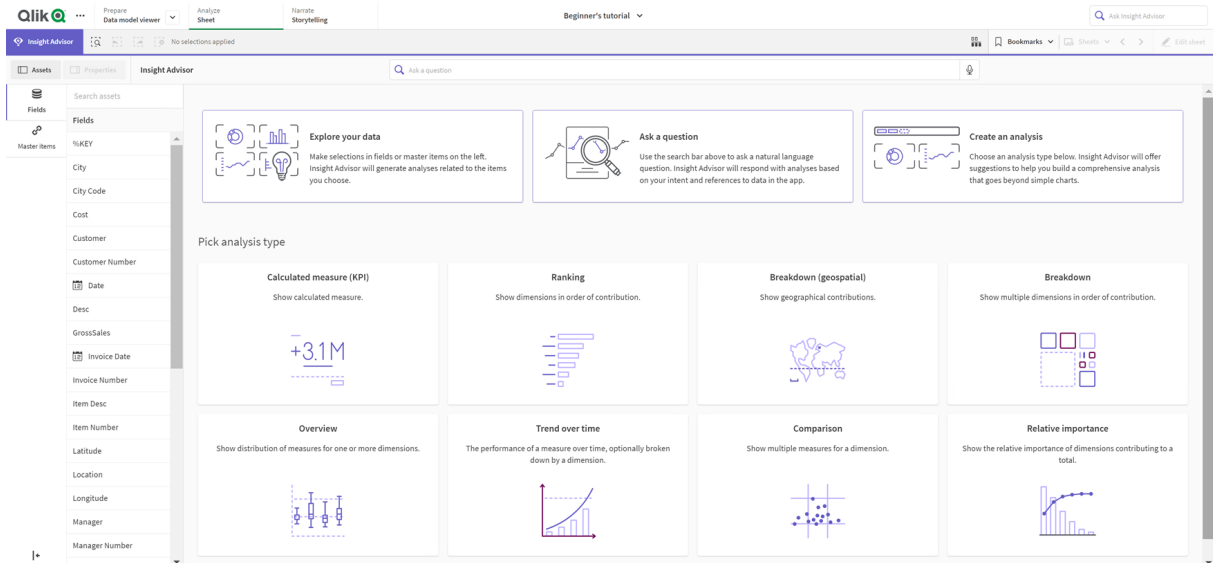 Qlik
Prepare
Data model viewer
Analyze
Sheet
Narrate
Storytelling
Beginner's tutorial
Ask Insight Advisor
Insight Advisor
No selections applied
Bookmarks
Sheets
Edit sheet
Assets
Properties
Insight Advisor
Ask a question
Fields
Master items
Search assets
Fields
%KEY
City
City Code
Cost
Customer
Customer Number
Date
Desc
GrossSales
Invoice Date
Invoice Number
Item Desc
Item Number
Latitude
Location
Longitude
Manager
Manager Number
Explore your data
Make selections in fields or master items on the left.
Insight Advisor will generate analyses related to the items
you choose.
Ask a question
Use the search bar above to ask a natural language
question. Insight Advisor will respond with analyses based
on your intent and references to data in the app.
Create an analysis
Choose an analysis type below. Insight Advisor will offer
suggestions to help you build a comprehensive analysis
that goes beyond simple charts.
Pick analysis type
Calculated measure (KPI)
Show calculated measure.
+3.1M
Ranking
Show dimensions in order of contribution.
Breakdown (geospatial)
Show geographical contributions.
Breakdown
Show multiple dimensions in order of contribution.
Overview
Show distribution of measures for one or more dimensions.
Trend over time
The performance of a measure over time, optionally broken
down by a dimension.
Comparison
Show multiple measures for a dimension.
Relative importance
Show the relative importance of dimensions contributing to a
total.